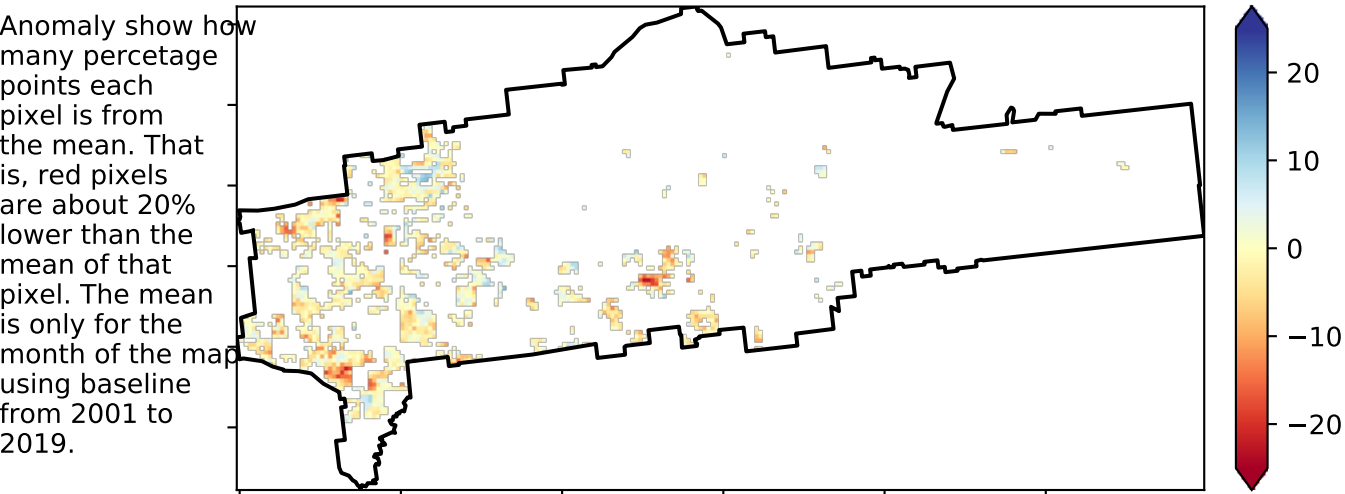 Anomaly show how
many percetage
points each
pixel is from
the mean. That
is, red pixels
are about 20%
lower than the
mean of that
pixel. The mean
is only for the
month of the map
using baseline
from 2001 to
2019.
20
10
0
−10
−20